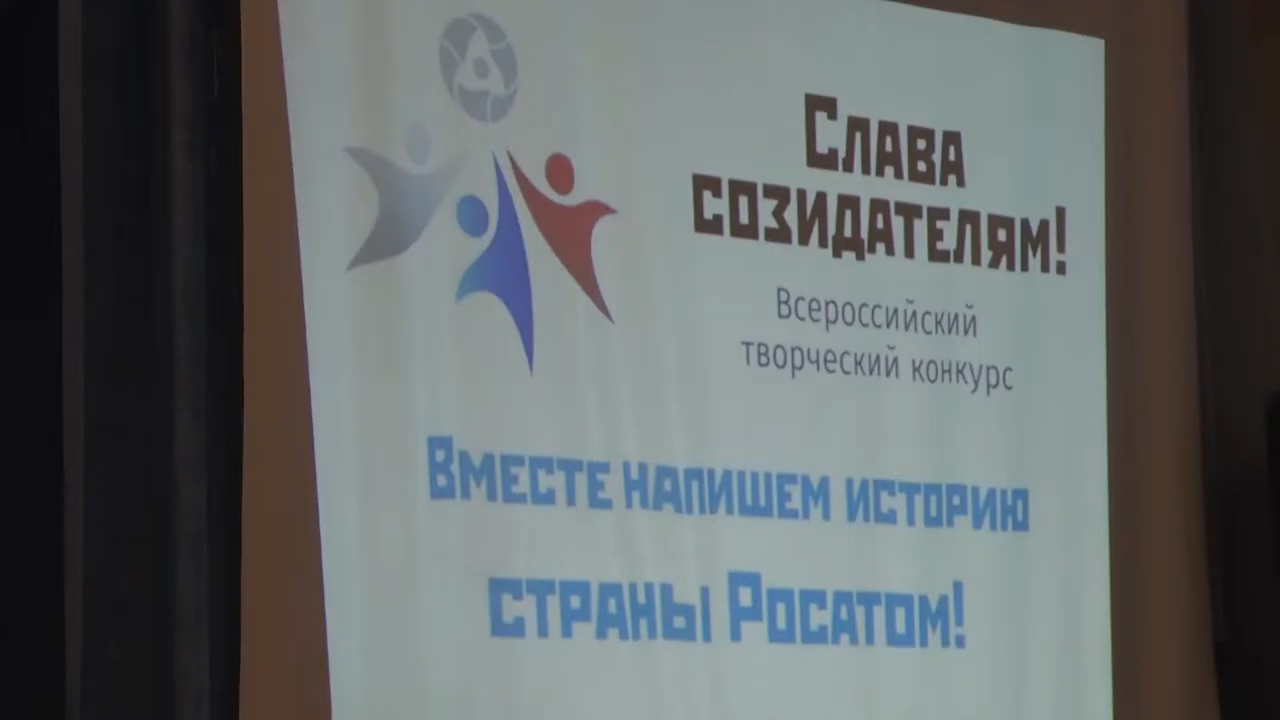 Слава
созидателям!
Всероссийский
творческий конкурс
Вместе напишем историю
страны Росатом!